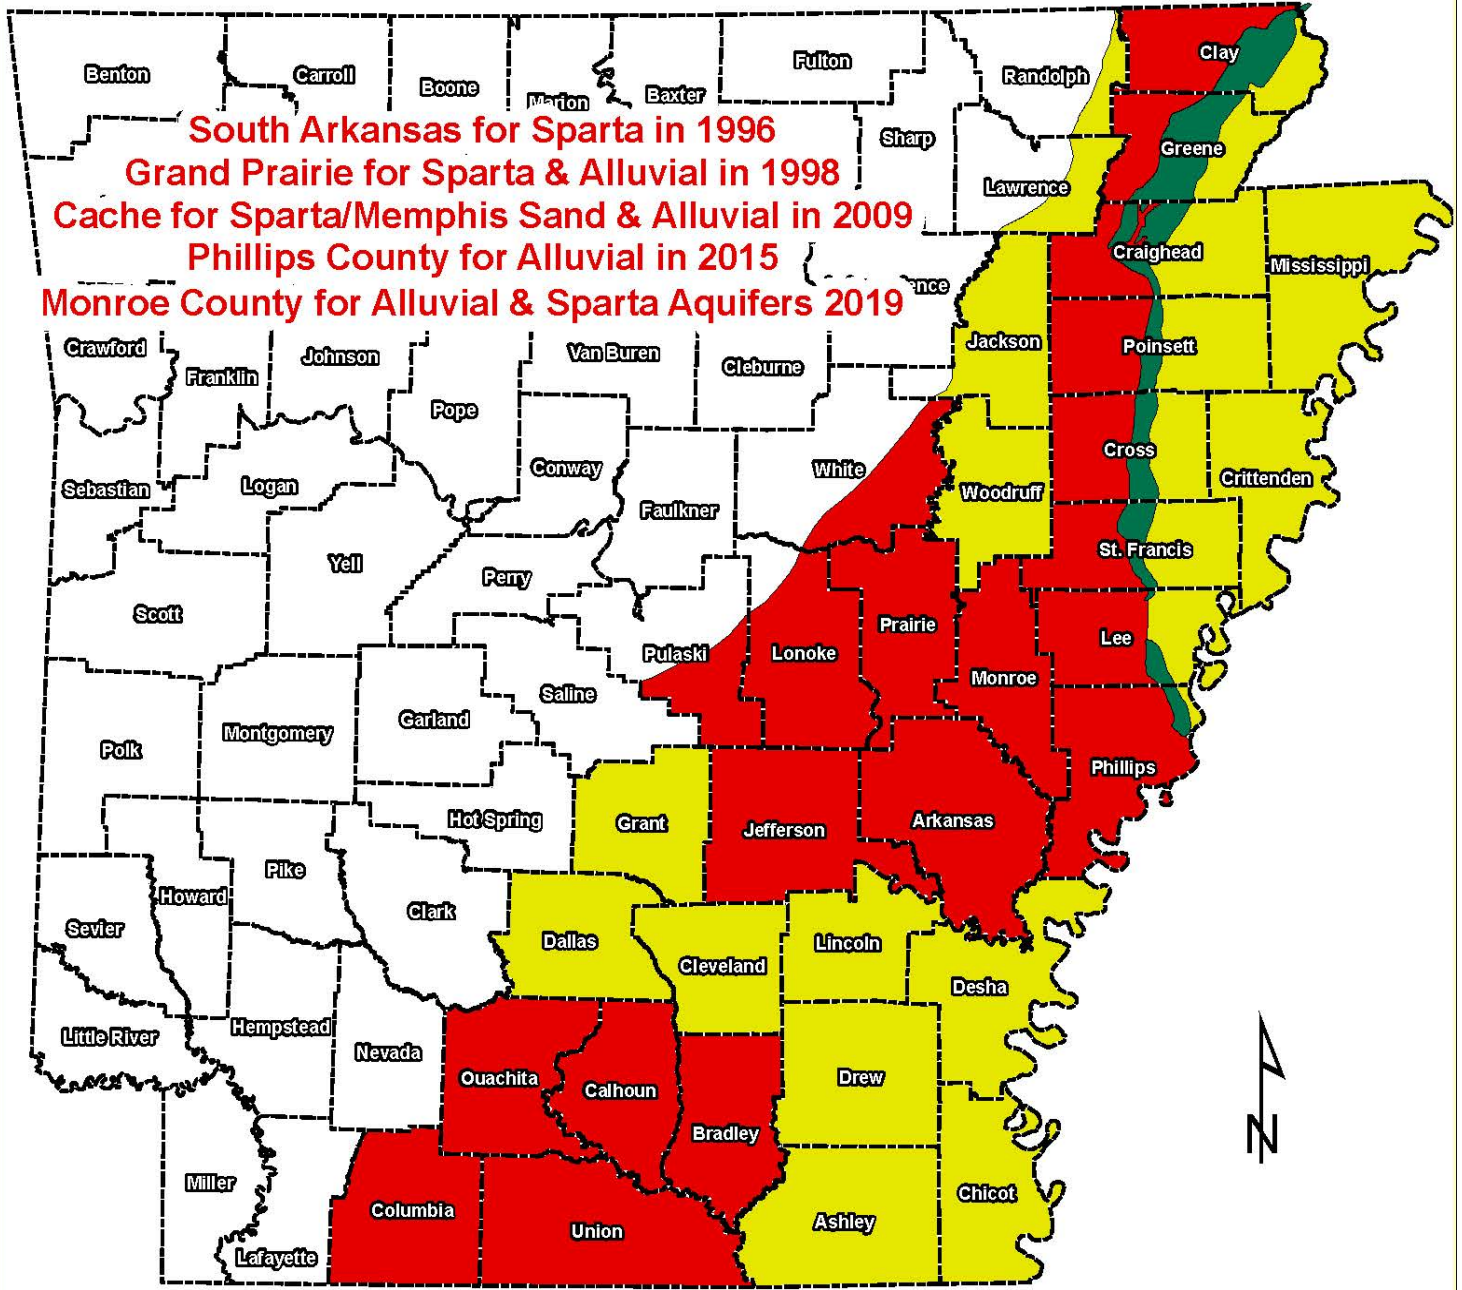 Benton
Carroll
Boone
Marion
Baxter
Fulton
Randolph
Clay
South Arkansas for Sparta in 1996
Grand Prairie for Sparta & Alluvial in 1998
Cache for Sparta/Memphis Sand & Alluvial in 2009
Phillips County for Alluvial in 2015
Monroe County for Alluvial & Sparta Aquifers 2019
Sharp
Greene
Lawrence
Craighead
Mississippi
ence
Jackson
Poinsett
Crawford
Franklin
Johnson
Van Buren
Cleburne
Pope
Cross
Conway
White
Crittenden
Sebastian
Logan
Woodruff
Faulkner
St. Francis
Yell
Perry
Scott
Prairie
Lee
Pulaski
Lonoke
Monroe
Saline
Garland
Montgomery
Polk
Phillips
Hot Spring
Grant
Jefferson
Arkansas
Pike
Howard
Clark
Sevier
Dallas
Lincoln
Cleveland
Desha
Hempstead
Little River
Nevada
Ouachita
Calhoun
Drew
Bradley
N
Miller
Columbia
Chicot
Ashley
Union
Lafayette